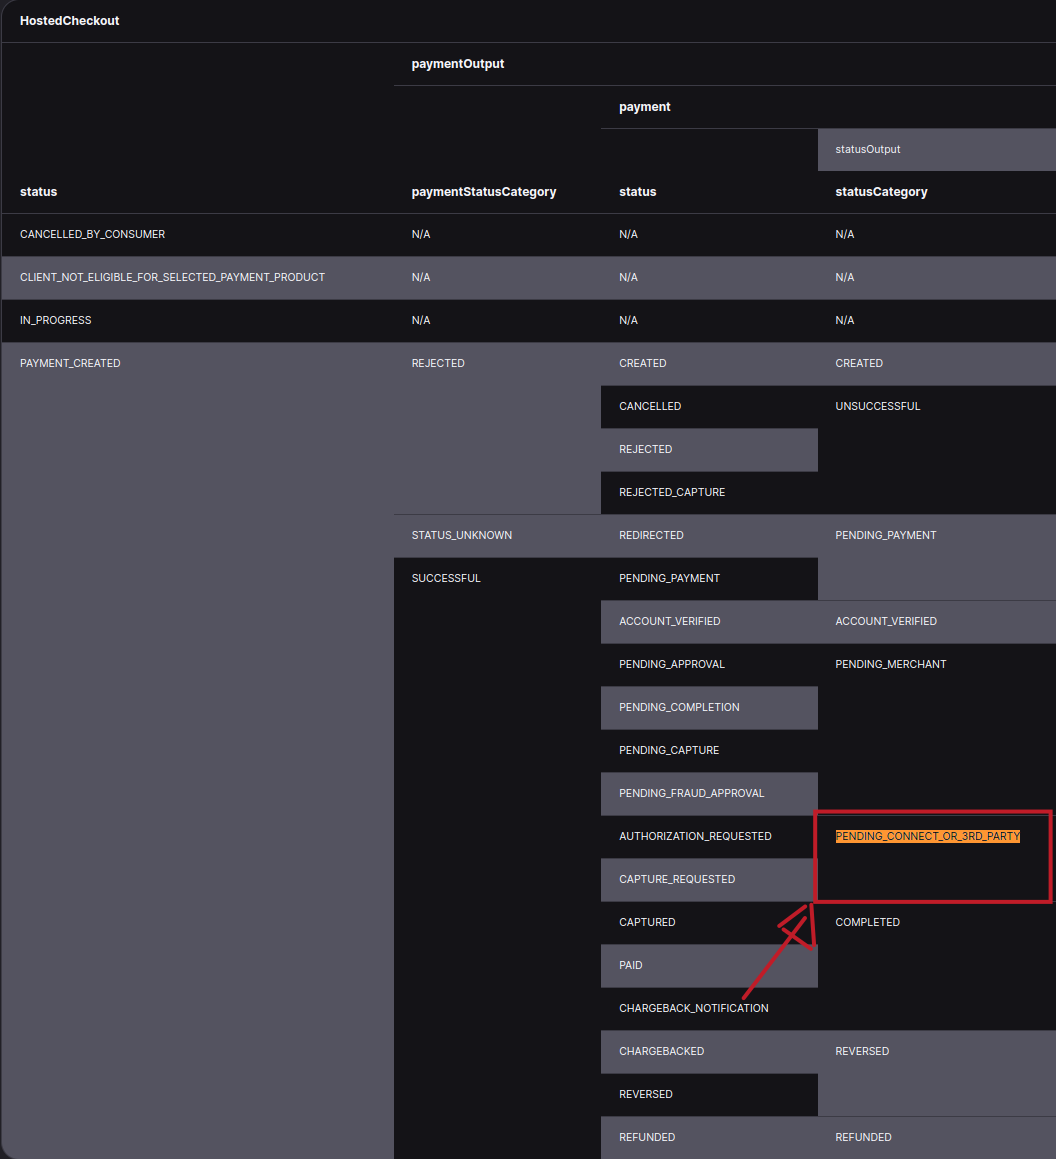 HostedCheckout
paymentOutput
payment
statusOutput
status paymentStatusCategory status statusCategory
CANCELLED_BY_CONSUMER N/A N/A N/A
CLIENT_NOT_ELIGIBLE_FOR_SELECTED_PAYMENT_PRODUCT N/A N/A N/A
IN_PROGRESS N/A N/A N/A
PAYMENT_CREATED REJECTED CREATED CREATED
CANCELLED UNSUCCESSFUL
REJECTED
REJECTED_CAPTURE
STATUS_UNKNOWN REDIRECTED PENDING_PAYMENT
SUCCESSFUL PENDING_PAYMENT
ACCOUNT_VERIFIED ACCOUNT_VERIFIED
PENDING_APPROVAL PENDING_MERCHANT
PENDING_COMPLETION
PENDING_CAPTURE
PENDING_FRAUD_APPROVAL
AUTHORIZATION_REQUESTED PENDING_CONNECT_OR_3RD_PARTY
CAPTURE_REQUESTED
CAPTURED COMPLETED
PAID
CHARGEBACK_NOTIFICATION
CHARGEBACKED REVERSED
REVERSED
REFUNDED REFUNDED